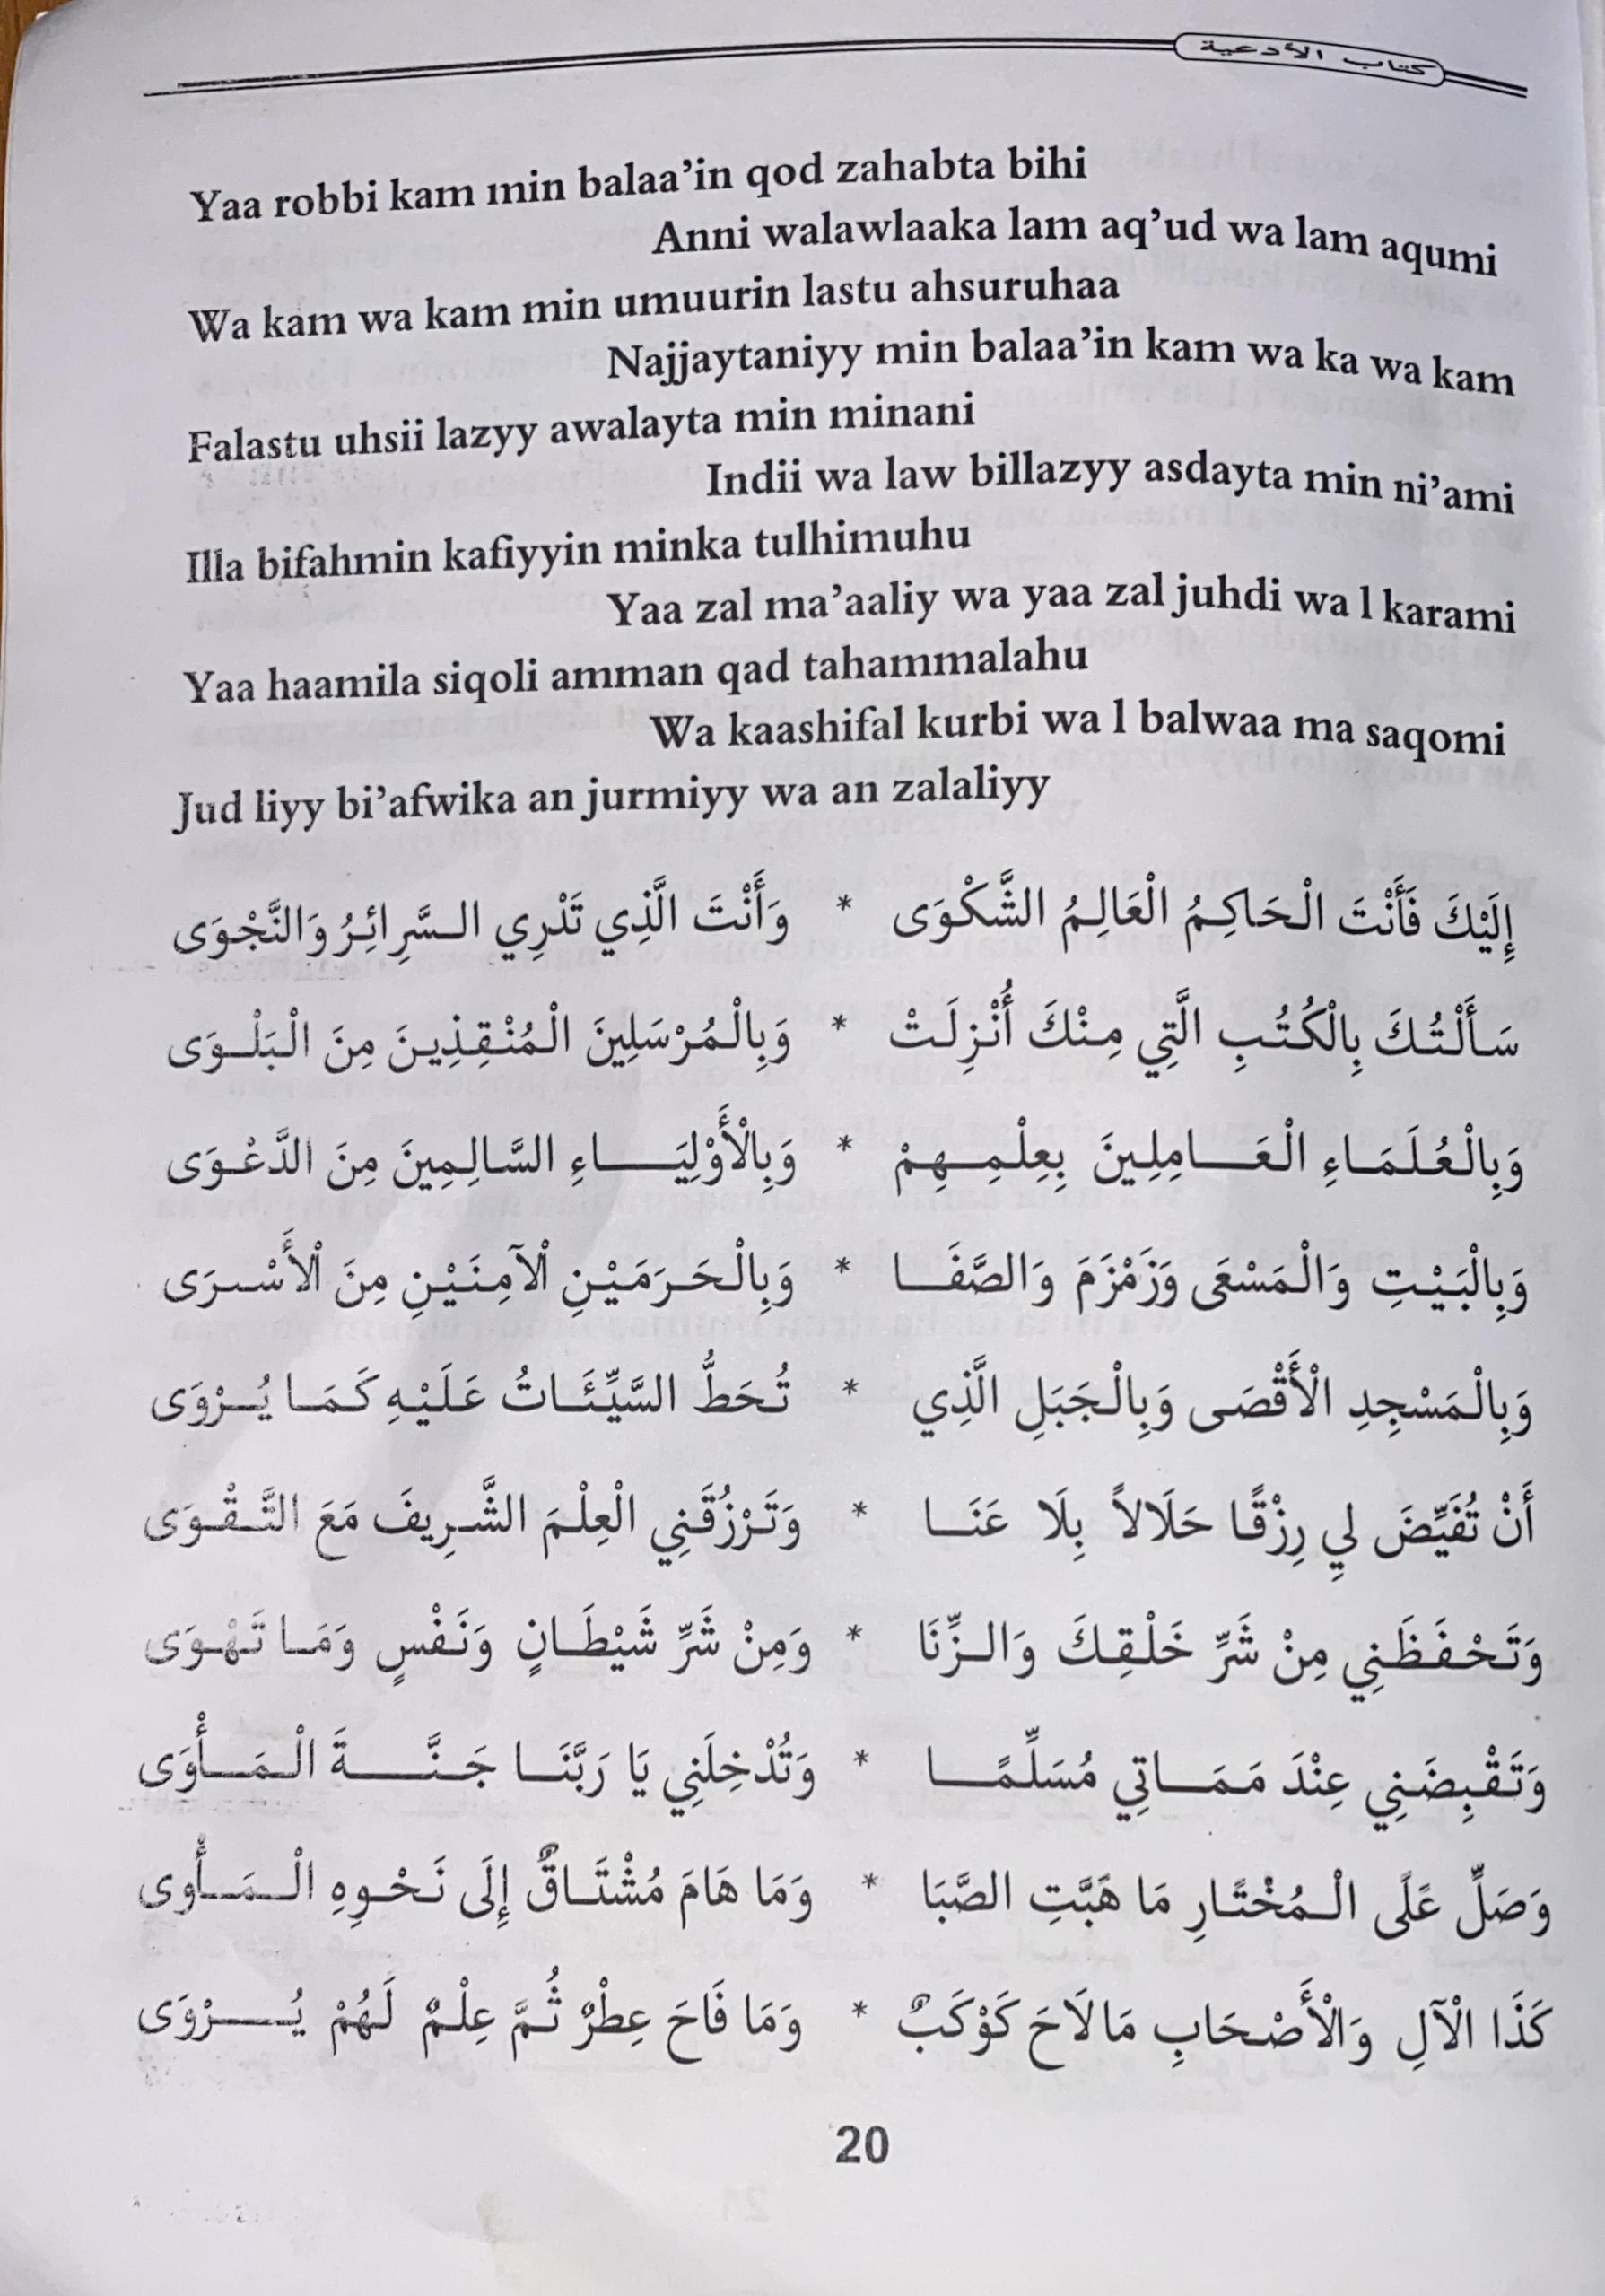 كتاب الأدعية
Yaa robbi kam min balaa’in qod zahabta bihi
Anni walawlaaka lam aq’ud wa lam aqumi
Wa kam wa kam min umuurin lastu ahsuruhaa
Najjaytaniyy min balaa’in kam wa ka wa kam
Falastu uhsii lazyy awalayta min minani
Indii wa law billazyy asdayta min ni’ami
Illa bifahmin kafiyyin minka tulhimuhu
Yaa zal ma’aaliy wa yaa zal juhdi wa l karami
Yaa haamila siqoli amman qad tahammalahu
Wa kaashifal kurbi wa l balwaa ma saqomi
Jud liyy bi’afwika an jurmiyy wa an zalaliyy
إِلَيْكَ فَأَنْتَ الْحَاكِمُ الْعَالِمُ الشَّكْوَى * وَأَنْتَ الَّذِي تَدْرِي السَّرَائِرُ وَالنَّجْوَى
سَأَلْتُكَ بِالْكُتُبِ الَّتِي مِنْكَ أُنْزِلَتْ * وَبِالْمُرْسَلِينَ الْمُنْقِذِينَ مِنَ الْبَلْوَى
وَبِالْعُلَمَاءِ الْعَامِلِينَ بِعِلْمِهِمْ * وَبِالْأَوْلِيَاءِ السَّالِمِينَ مِنَ الدَّعْوَى
وَبِالْبَيْتِ وَالْمَسْعَى وَزَمْزَمَ وَالصَّفَا * وَبِالْحَرَمَيْنِ الْآمِنَيْنِ مِنَ الْأَسْرَى
وَبِالْمَسْجِدِ الْأَقْصَى وَبِالْجَبَلِ الَّذِي * تُحَطُّ السَّيِّئَاتُ عَلَيْهِ كَمَا يُرْوَى
أَنْ تُفَيِّضَ لِي رِزْقًا حَلَالاً بِلَا عَنَا * وَتَرْزُقَنِي الْعِلْمَ الشَّرِيفَ مَعَ التَّقْوَى
وَتَحْفَظَنِي مِنْ شَرِّ خَلْقِكَ وَالزِّنَا * وَمِنْ شَرِّ شَيْطَانٍ وَنَفْسٍ وَمَا تَهْوَى
وَتَقْبِضَنِي عِنْدَ مَمَاتِي مُسَلِّمًا * وَتُدْخِلَنِي يَا رَبَّنَا جَنَّةَ الْمَأْوَى
وَصَلِّ عَلَى الْمُخْتَارِ مَا هَبَّتِ الصَّبَا * وَمَا هَامَ مُشْتَاقٌ إِلَى نَحْوِهِ الْمَأْوى
كَذَا الْآلِ وَالْأَصْحَابِ مَا لَاحَ كَوْكَبٌ * وَمَا فَاحَ عِطْرٌ ثُمَّ عِلْمٌ لَهُمْ يُرْوَى
20